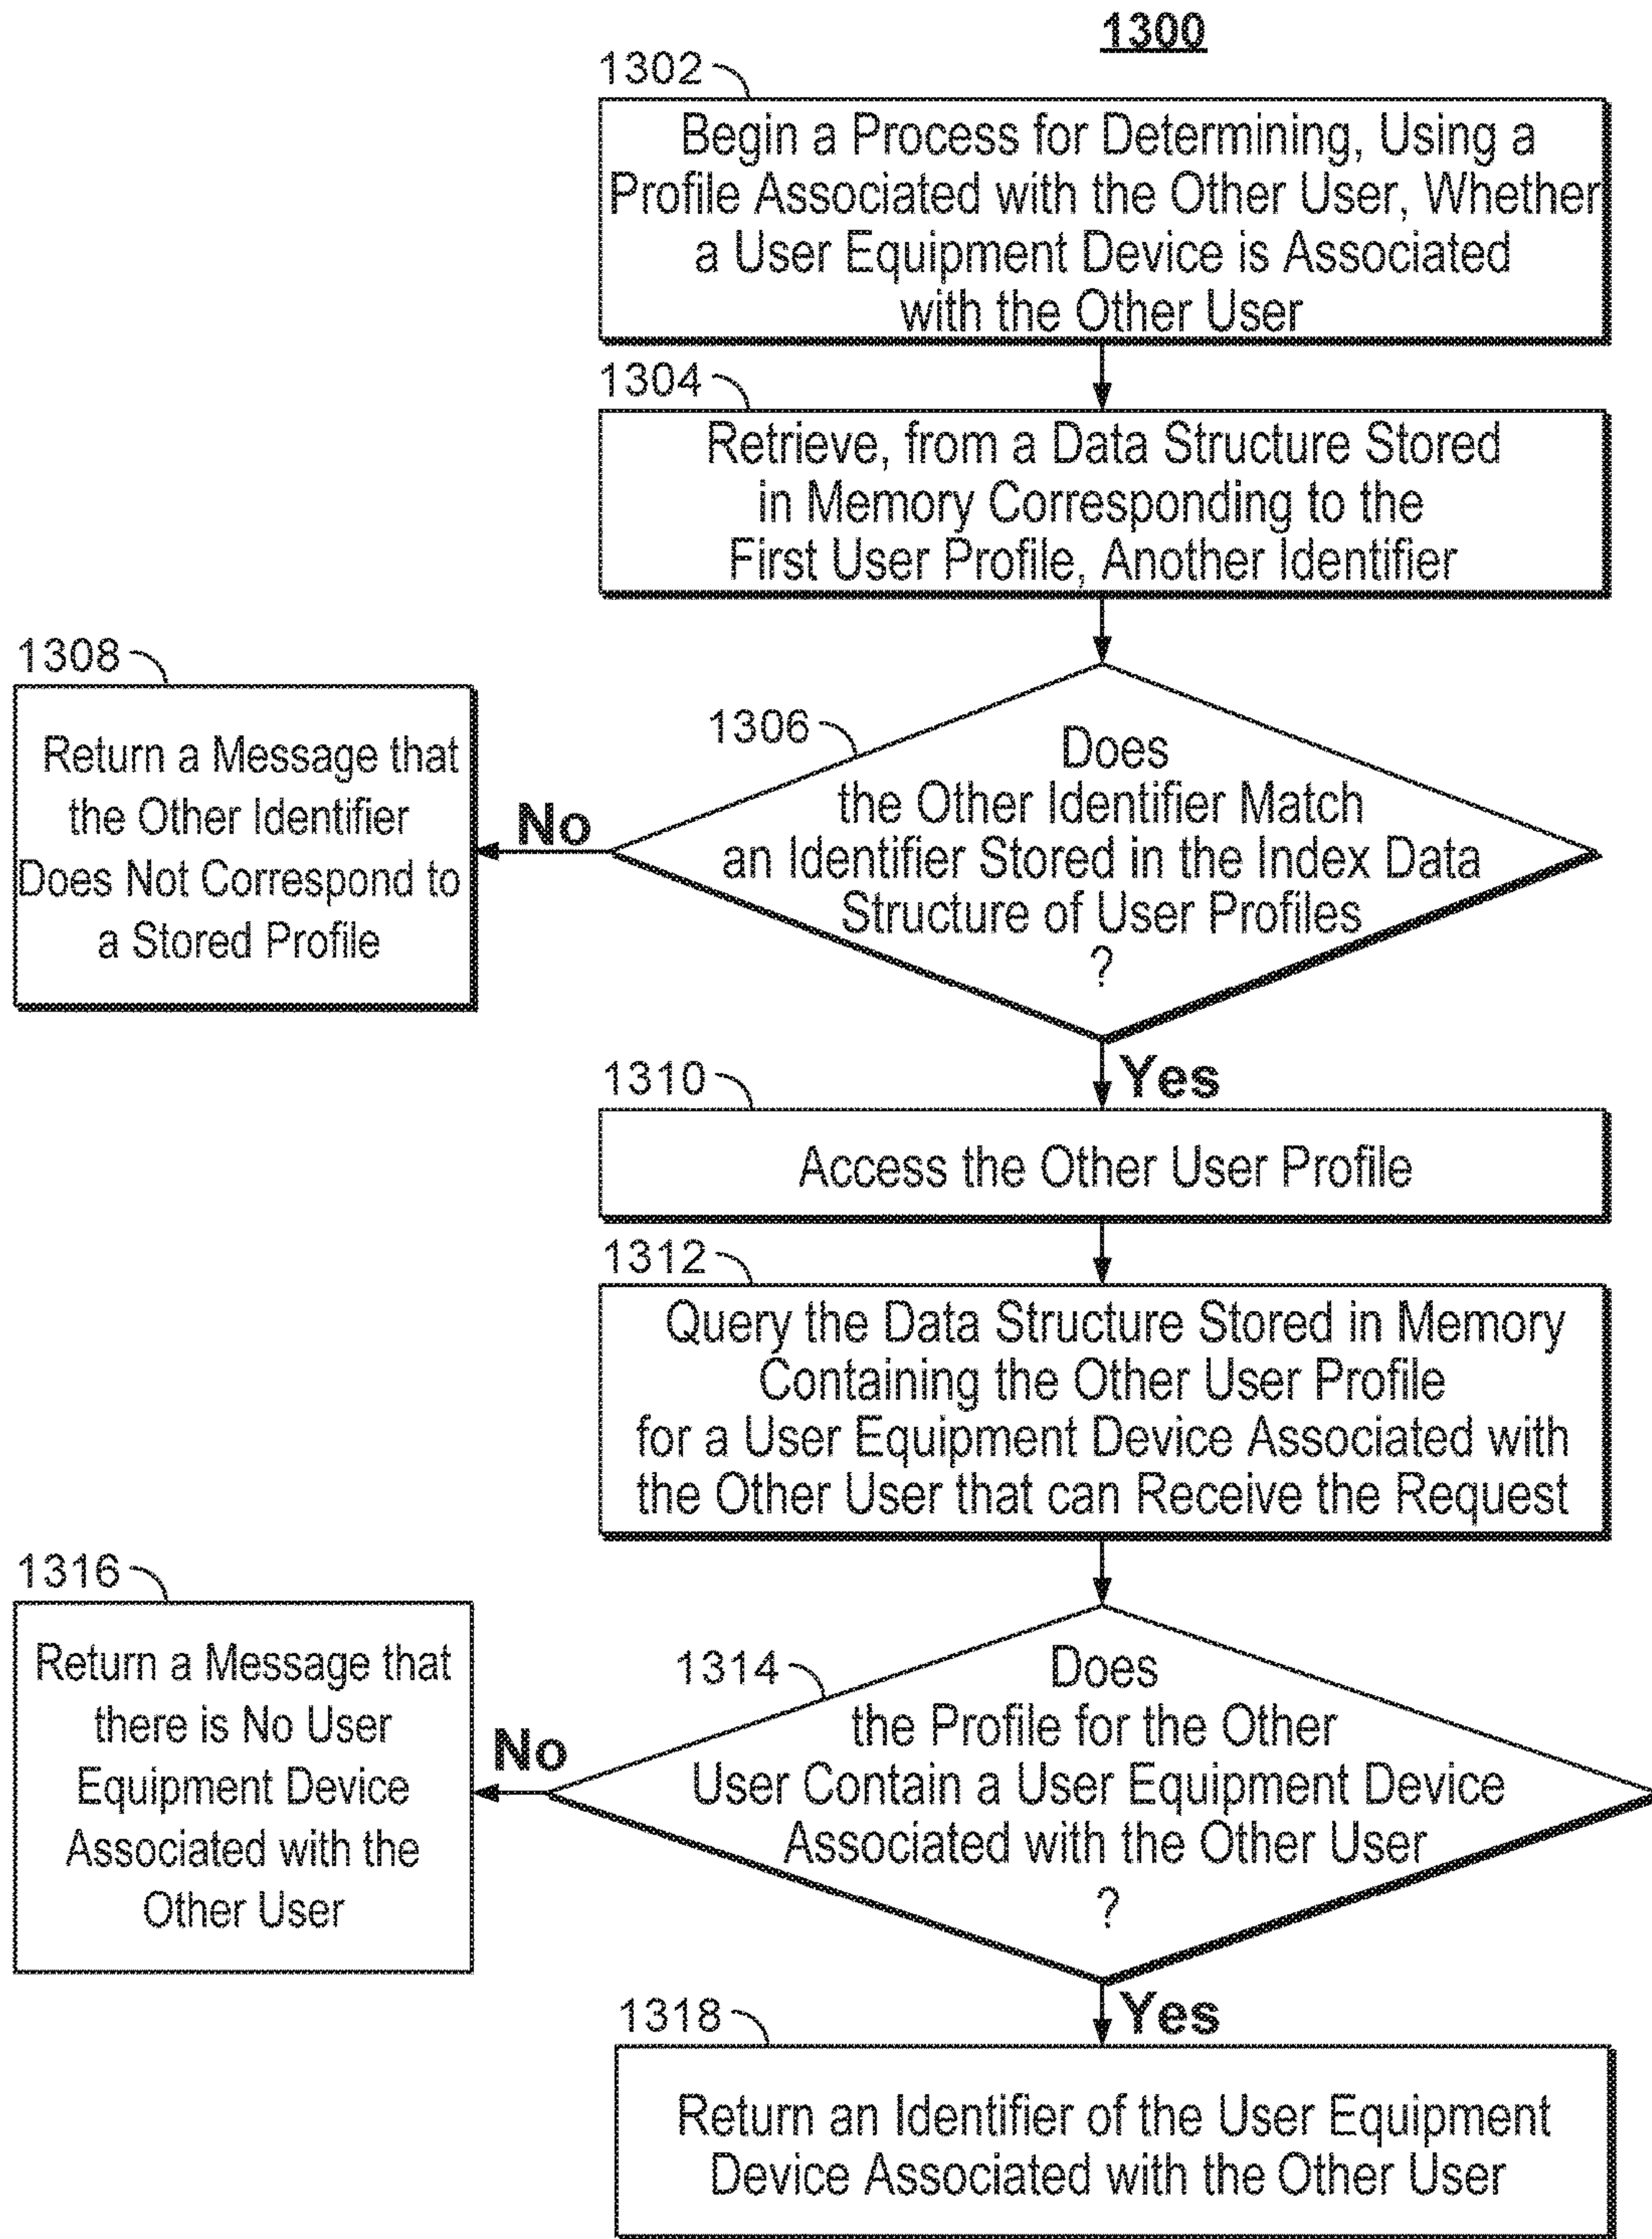 1300
1302
Begin a Process for Determining, Using a
Profile Associated with the Other User, Whether
a User Equipment Device is Associated
with the Other User
1304
Retrieve, from a Data Structure Stored
in Memory Corresponding to the
First User Profile, Another Identifier
1306
Does
the Other Identifier Match
an Identifier Stored in the Index Data
Structure of User Profiles
?
No
1308
Return a Message that
the Other Identifier
Does Not Correspond to
a Stored Profile
Yes
1310
Access the Other User Profile
1312
Query the Data Structure Stored in Memory
Containing the Other User Profile
for a User Equipment Device Associated with
the Other User that can Receive the Request
1314
Does
the Profile for the Other
User Contain a User Equipment Device
Associated with the Other User
?
No
1316
Return a Message that
there is No User
Equipment Device
Associated with the
Other User
Yes
1318
Return an Identifier of the User Equipment
Device Associated with the Other User